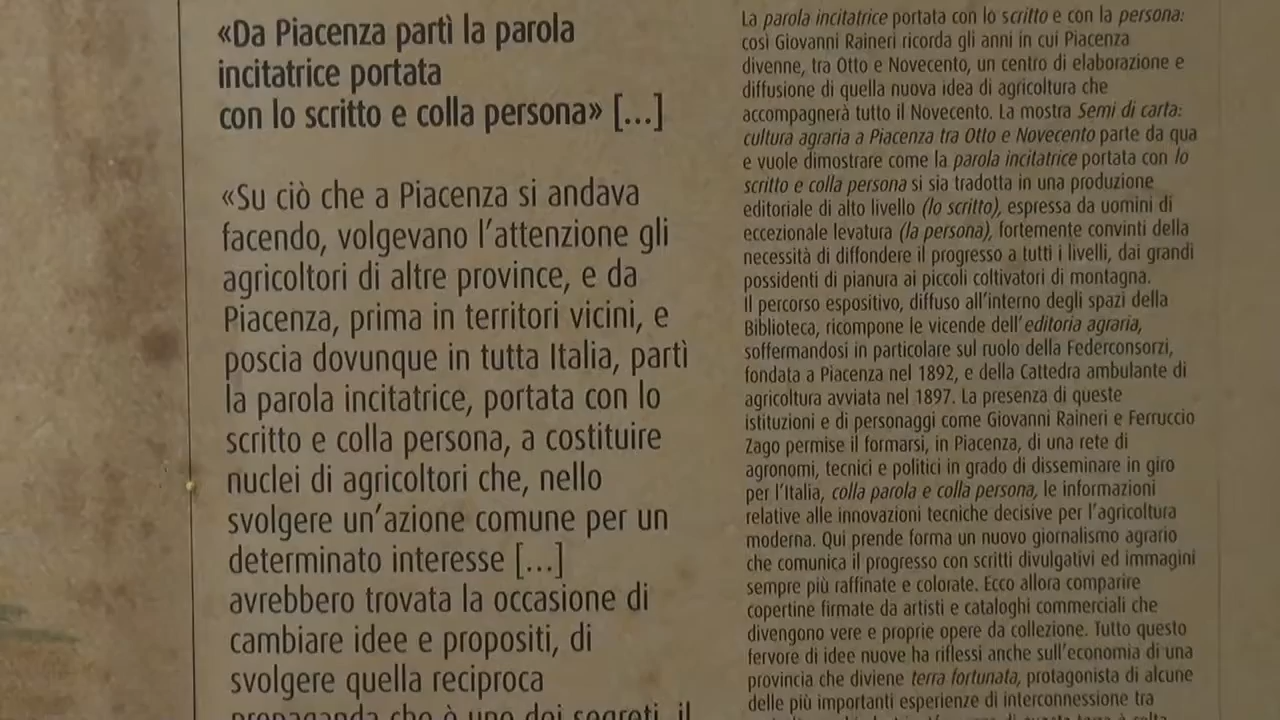 «Da Piacenza partì la parola
incitatrice portata
con lo scritto e colla persona» [...]
«Su ciò che a Piacenza si andava
facendo, volgevano l'attenzione gli
agricoltori di altre province, e da
Piacenza, prima in territori vicini, e
poscia dovunque in tutta Italia, partì
la parola incitatrice, portata con lo
scritto e colla persona, a costituire
nuclei di agricoltori che, nello
svolgere un'azione comune per un
determinato interesse [...]
avrebbero trovata la occasione di
cambiare idee e propositi, di
svolgere quella reciproca
propaganda che è uno dei segreti, il
La parola incitatrice portata con lo scritto e con la persona:
così Giovanni Raineri ricorda gli anni in cui Piacenza
divenne, tra Otto e Novecento, un centro di elaborazione e
diffusione di quella nuova idea di agricoltura che
accompagnerà tutto il Novecento. La mostra Semi di carta:
cultura agraria a Piacenza tra Otto e Novecento parte da qua
e vuole dimostrare come la parola incitatrice portata con lo
scritto e colla persona si sia tradotta in una produzione
editoriale di alto livello (lo scritto), espressa da uomini di
eccezionale levatura (la persona), fortemente convinti della
necessità di diffondere il progresso a tutti i livelli, dai grandi
possidenti di pianura ai piccoli coltivatori di montagna.
Il percorso espositivo, diffuso all'interno degli spazi della
Biblioteca, ricompone le vicende dell'editoria agraria,
soffermandosi in particolare sul ruolo della Federconsorzi,
fondata a Piacenza nel 1892, e della Cattedra ambulante di
agricoltura avviata nel 1897. La presenza di queste
istituzioni e di personaggi come Giovanni Raineri e Ferruccio
Zago permise il formarsi, in Piacenza, di una rete di
agronomi, tecnici e politici in grado di disseminare in giro
per l'Italia, colla parola e colla persona, le informazioni
relative alle innovazioni tecniche decisive per l'agricoltura
moderna. Qui prende forma un nuovo giornalismo agrario
che comunica il progresso con scritti divulgativi ed immagini
sempre più raffinate e colorate. Ecco allora comparire
copertine firmate da artisti e cataloghi commerciali che
divengono vere e proprie opere da collezione. Tutto questo
fervore di idee nuove ha riflessi anche sull'economia di una
provincia che diviene terra fortunata, protagonista di alcune
delle più importanti esperienze di interconnessione tra